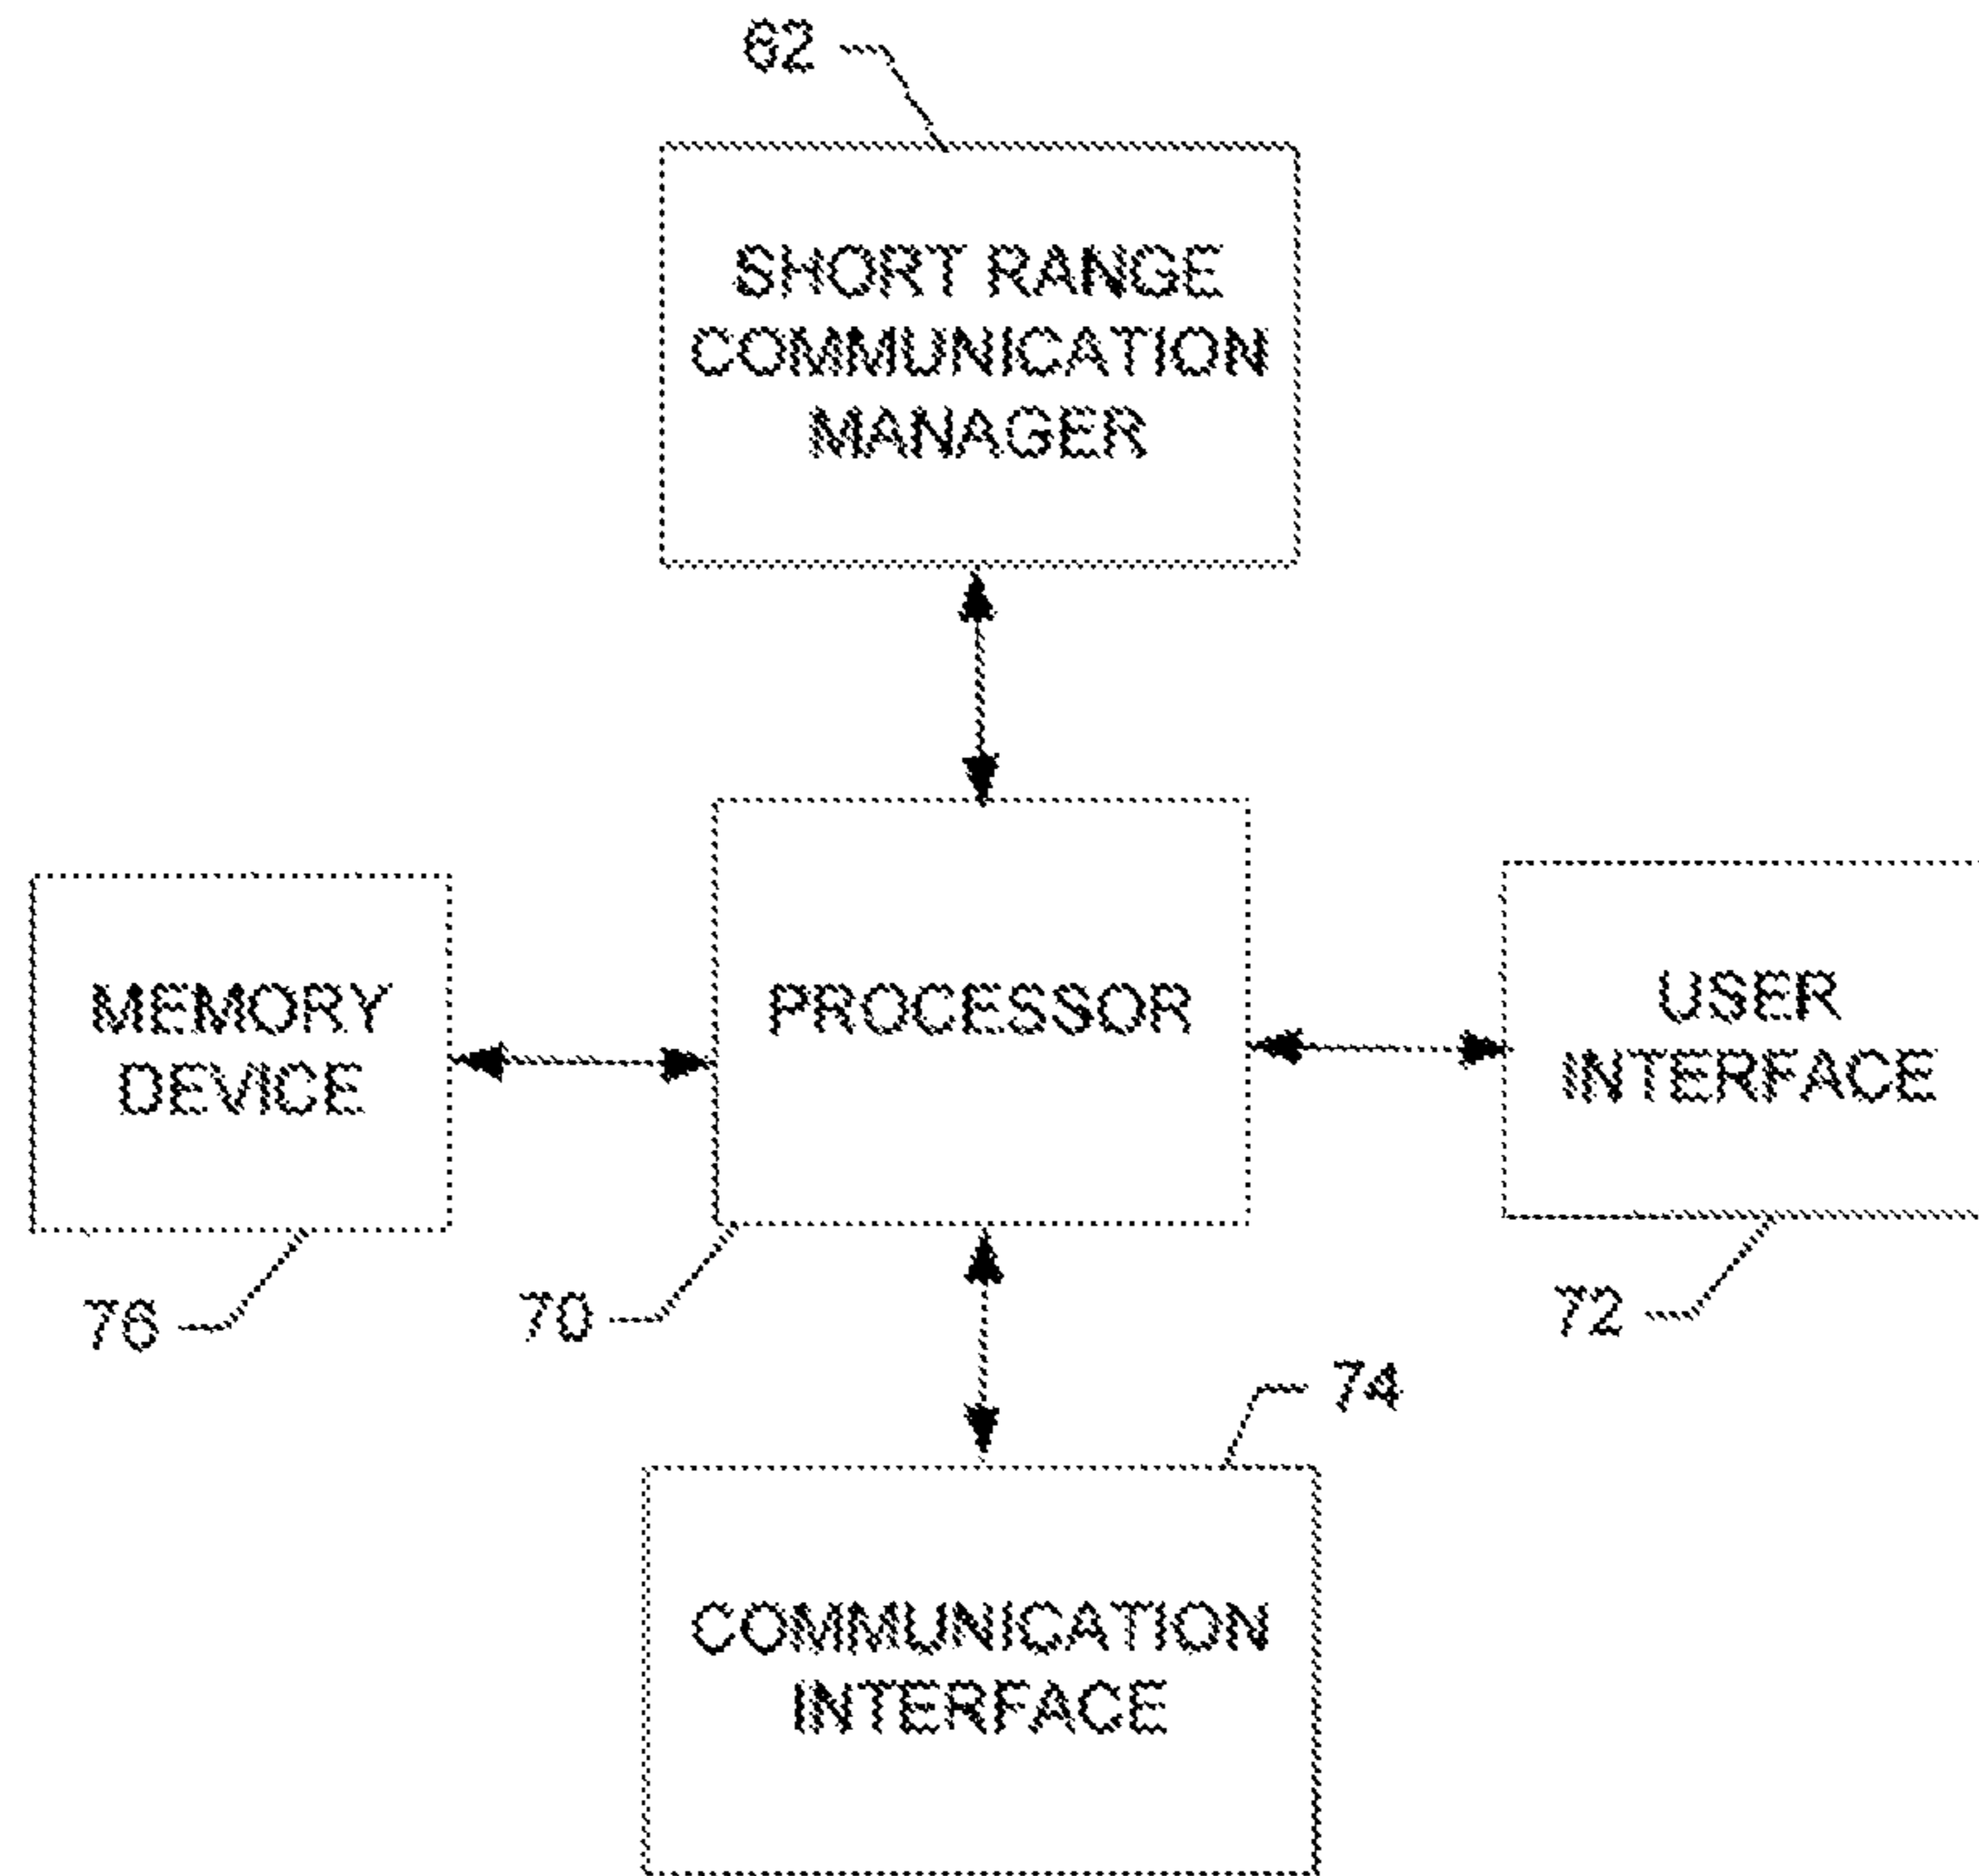 62
SHORT RANGE
COMMUNICATION
MANAGER
MEMORY
DEVICE
PROCESSOR
USER
INTERFACE
76
70
72
74
COMMUNICATION
INTERFACE